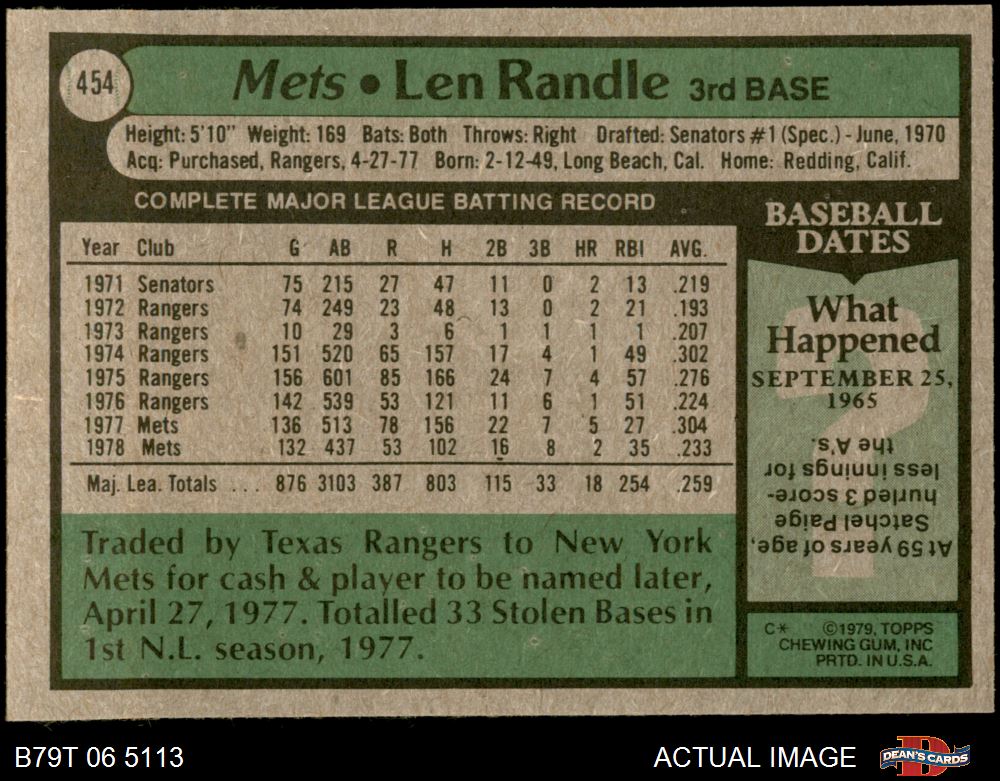 454
Mets • Len Randle 3rd BASE
Height: 5'10" Weight: 169 Bats: Both Throws: Right Drafted: Senators #1 (Spec.) - June, 1970
Acq: Purchased, Rangers, 4-27-77 Born: 2-12-49, Long Beach, Cal. Home: Redding, Calif.
COMPLETE MAJOR LEAGUE BATTING RECORD
Year Club G AB R H 2B 3B HR RBI AVG.
1971 Senators 75 215 27 47 11 0 2 13 .219
1972 Rangers 74 249 23 48 13 0 2 21 .193
1973 Rangers 10 29 3 6 1 1 1 1 .207
1974 Rangers 151 520 65 157 17 4 1 49 .302
1975 Rangers 156 601 85 166 24 7 4 57 .276
1976 Rangers 142 539 53 121 11 6 1 51 .224
1977 Mets 136 513 78 156 22 7 5 27 .304
1978 Mets 132 437 53 102 16 8 2 35 .233
Maj. Lea. Totals ... 876 3103 387 803 115 33 18 254 .259
Traded by Texas Rangers to New York
Mets for cash & player to be named later,
April 27, 1977. Totalled 33 Stolen Bases in
1st N.L. season, 1977.
BASEBALL
DATES
What
Happened
SEPTEMBER 25,
1965
At 59 years of age,
Satchel Paige
hurled 3 score-
less innings for
the A's.
C* ©1979, TOPPS
CHEWING GUM, INC
PRTD. IN U.S.A.
B79T 06 5113
ACTUAL IMAGE
DEAN'S CARDS